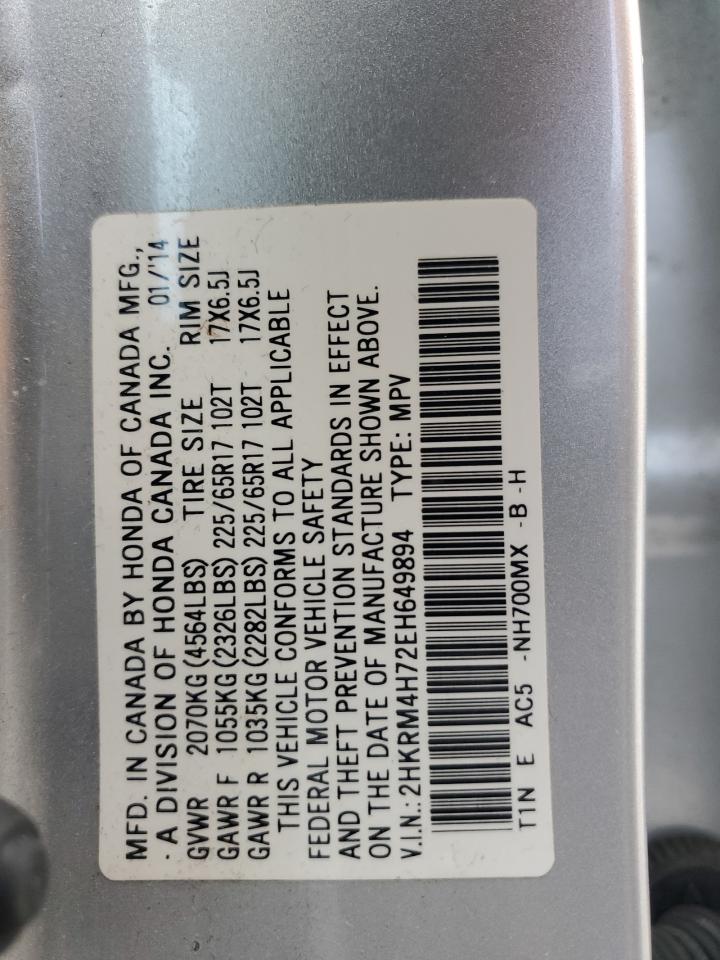 MFD. IN CANADA BY HONDA OF CANADA MFG.,
· A DIVISION OF HONDA CANADA INC. 01/'14
GVWR 2070KG(4564LBS) TIRE SIZE RIM SIZE
GAWR F 1055KG(2326LBS) 225/65R17 102T 17X6.5J
GAWR R 1035KG(2282LBS) 225/65R17 102T 17X6.5J
THIS VEHICLE CONFORMS TO ALL APPLICABLE
FEDERAL MOTOR VEHICLE SAFETY
AND THEFT PREVENTION STANDARDS IN EFFECT
ON THE DATE OF MANUFACTURE SHOWN ABOVE.
V.I.N.: 2HKRM4H72EH649894 TYPE: MPV
T1N E AC5 -NH700MX -B -H